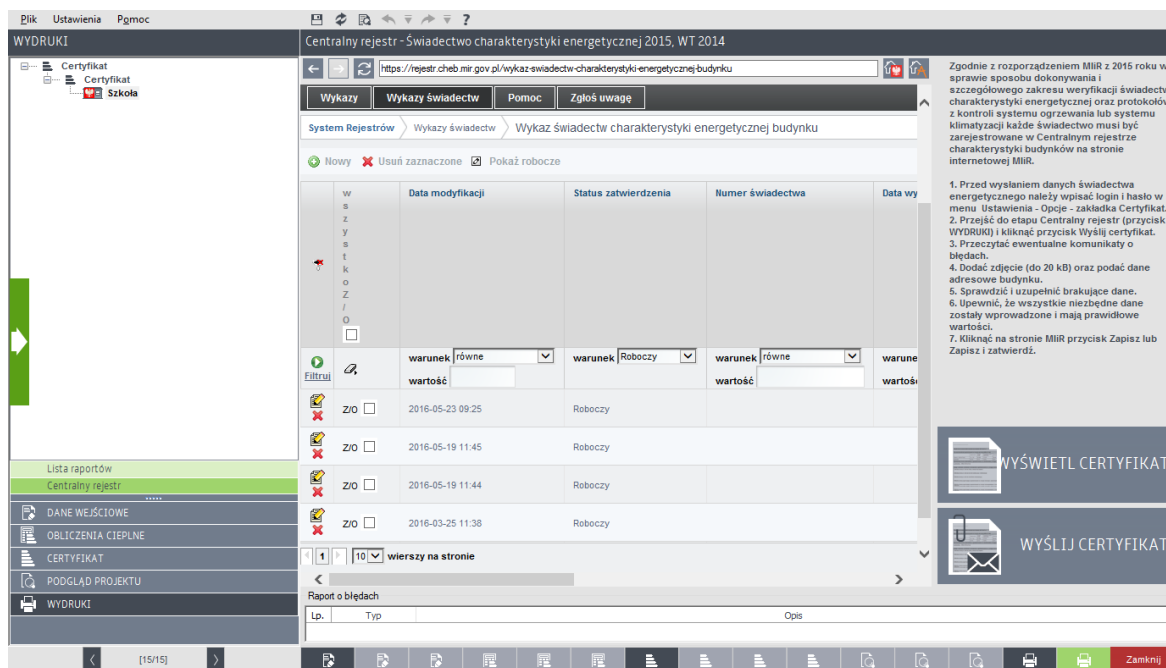 Plik Ustawienia Pomoc ?
WYDRUKI
Centralny rejestr - Świadectwo charakterystyki energetycznej 2015, WT 2014
Certyfikat
Certyfikat
Szkoła
https://rejestr.cheb.mir.gov.pl/wykaz-swiadectw-charakterystyki-energetycznej-budynku
Wykazy Wykazy świadectw Pomoc Zgłoś uwagę
System Rejestrów Wykazy świadectw Wykaz świadectw charakterystyki energetycznej budynku
Nowy Usuń zaznaczone Pokaż robocze
w
s
z
y
s
t
k
o
Z
/
O
Data modyfikacji Status zatwierdzenia Numer świadectwa Data wy
Filtruj
warunek równe warunek Roboczy warunek równe warune
wartość wartość wartoś
Z/O 2016-05-23 09:25 Roboczy
Z/O 2016-05-19 11:45 Roboczy
Z/O 2016-05-19 11:44 Roboczy
Z/O 2016-03-25 11:38 Roboczy
1 10 wierszy na stronie
Raport o błędach
Lp. Typ Opis
Zgodnie z rozporządzeniem MIiR z 2015 roku w
sprawie sposobu dokonywania i
szczegółowego zakresu weryfikacji świadectw
charakterystyki energetycznej oraz protokołów
z kontroli systemu ogrzewania lub systemu
klimatyzacji każde świadectwo musi być
zarejestrowane w Centralnym rejestrze
charakterystyki budynków na stronie
internetowej MIiR.
1. Przed wysłaniem danych świadectwa
energetycznego należy wpisać login i hasło w
menu Ustawienia - Opcje - zakładka Certyfikat.
2. Przejść do etapu Centralny rejestr (przycisk
WYDRUKI) i kliknąć przycisk Wyślij certyfikat.
3. Przeczytać ewentualne komunikaty o
błędach.
4. Dodać zdjęcie (do 20 kB) oraz podać dane
adresowe budynku.
5. Sprawdzić i uzupełnić brakujące dane.
6. Upewnić, że wszystkie niezbędne dane
zostały wprowadzone i mają prawidłowe
wartości.
7. Kliknąć na stronie MIiR przycisk Zapisz lub
Zapisz i zatwierdź.
WYŚWIETL CERTYFIKAT
WYŚLIJ CERTYFIKAT
Lista raportów
Centralny rejestr
DANE WEJŚCIOWE
OBLICZENIA CIEPLNE
CERTYFIKAT
PODGLĄD PROJEKTU
WYDRUKI
[15/15]
Zamknij